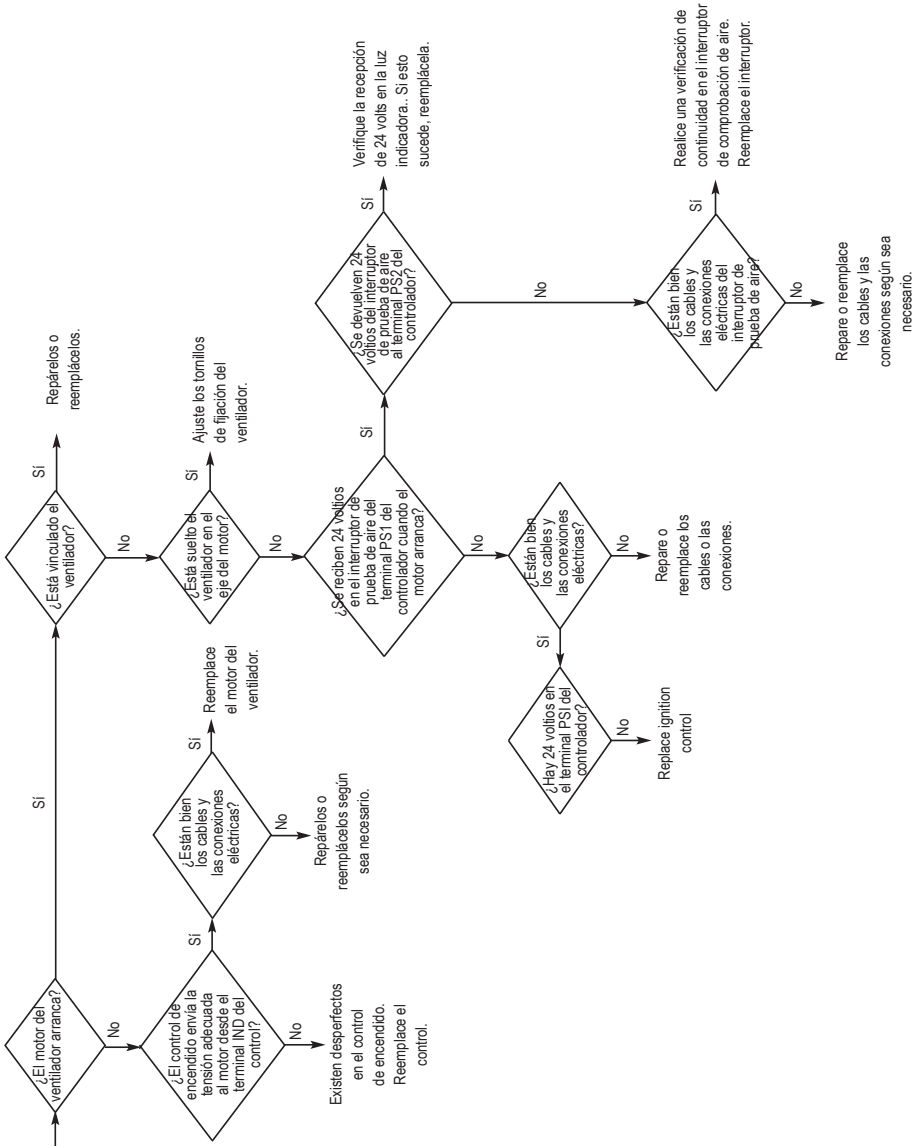 ¿El motor del
ventilador arranca?
Sí
No
¿Está vinculado el
ventilador?
Sí
Repárelos o
reemplácelos.
No
¿El control de
encendido envía la
tensión adecuada
al motor desde el
terminal IND del
control?
Sí
No
Existen desperfectos
en el control
de encendido.
Reemplace el
control.
¿Están bien
los cables y
las conexiones
eléctricas?
Sí
Reemplace
el motor del
ventilador.
No
Repárelos o
reemplácelos según
sea necesario.
¿Está suelto el
ventilador en el
eje del motor?
Sí
Ajuste los tornillos
de fijación del
ventilador.
No
¿Se reciben 24 voltios
en el interruptor de
prueba de aire del
terminal PS1 del
controlador cuando el
motor arranca?
Sí
No
¿Están bien
los cables y
las conexiones
eléctricas?
Sí
No
Repare o
reemplace los
cables o las
conexiones.
¿Hay 24 voltios en
el terminal PSI del
controlador?
No
Replace ignition
control
¿Se devuelven 24
voltios del interruptor
de prueba de aire
al terminal PS2 del
controlador?
Sí
Verifique la recepción
de 24 volts en la luz
indicadora.. Si esto
sucede, reemplácela.
No
¿Están bien
los cables y
las conexiones
eléctricas del
interruptor de
prueba de aire?
Sí
Realice una verificación de
continuidad en el interruptor
de comprobación de aire.
Reemplace el interruptor.
No
Repare o reemplace
los cables y las
conexiones según sea
necesario.